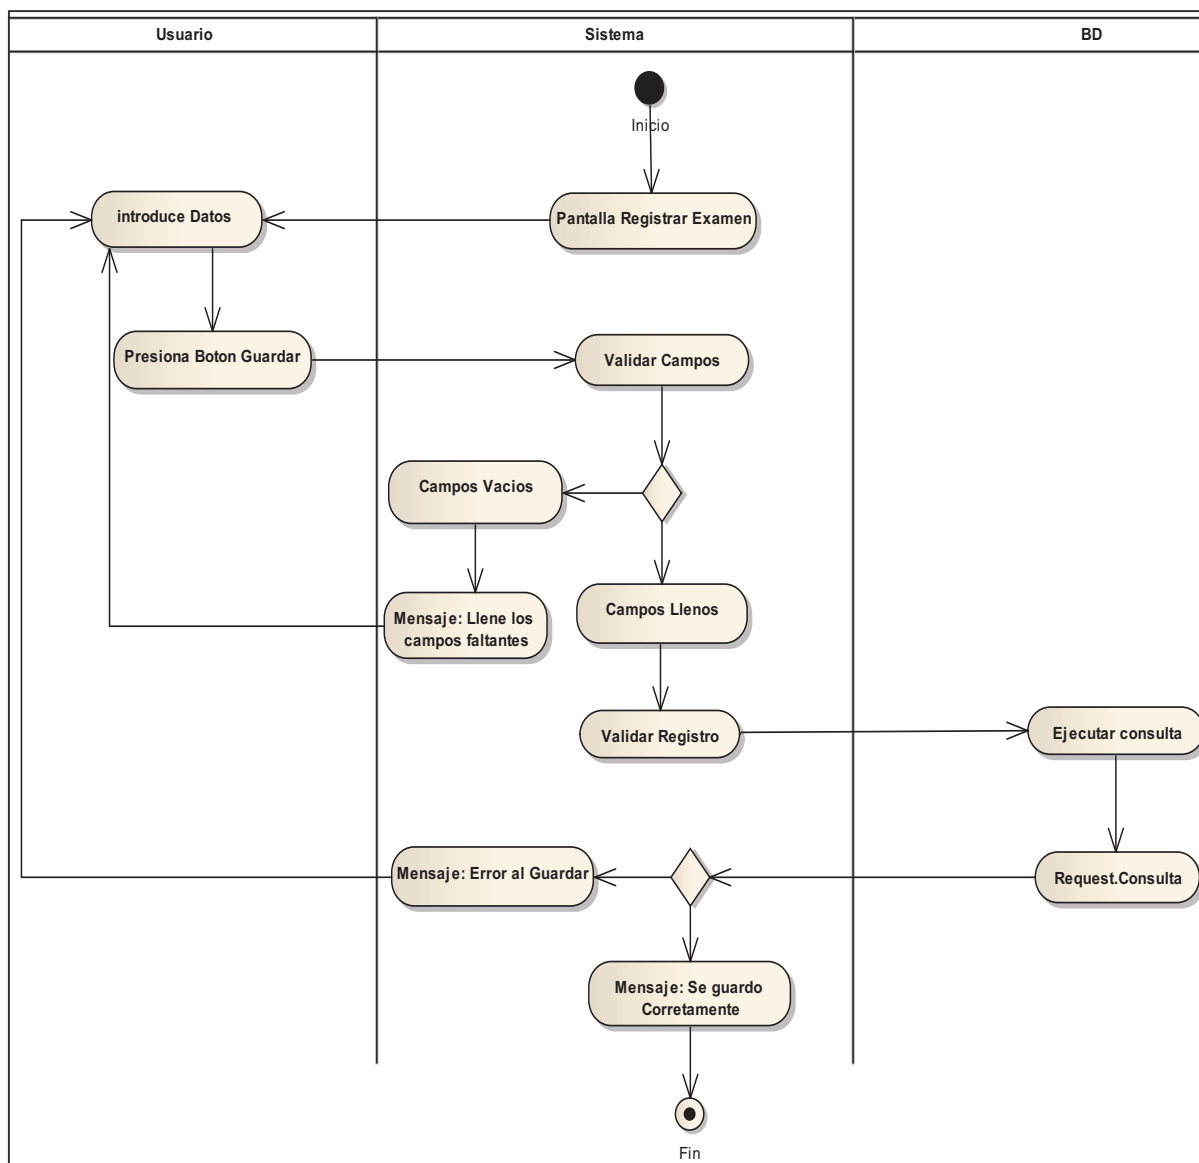 Usuario
Sistema
BD
Inicio
introduce Datos
Pantalla Registrar Examen
Presiona Boton Guardar
Validar Campos
Campos Vacios
Campos Llenos
Mensaje: Llene los
campos faltantes
Validar Registro
Ejecutar consulta
Mensaje: Error al Guardar
Request.Consulta
Mensaje: Se guardo
Corretamente
Fin